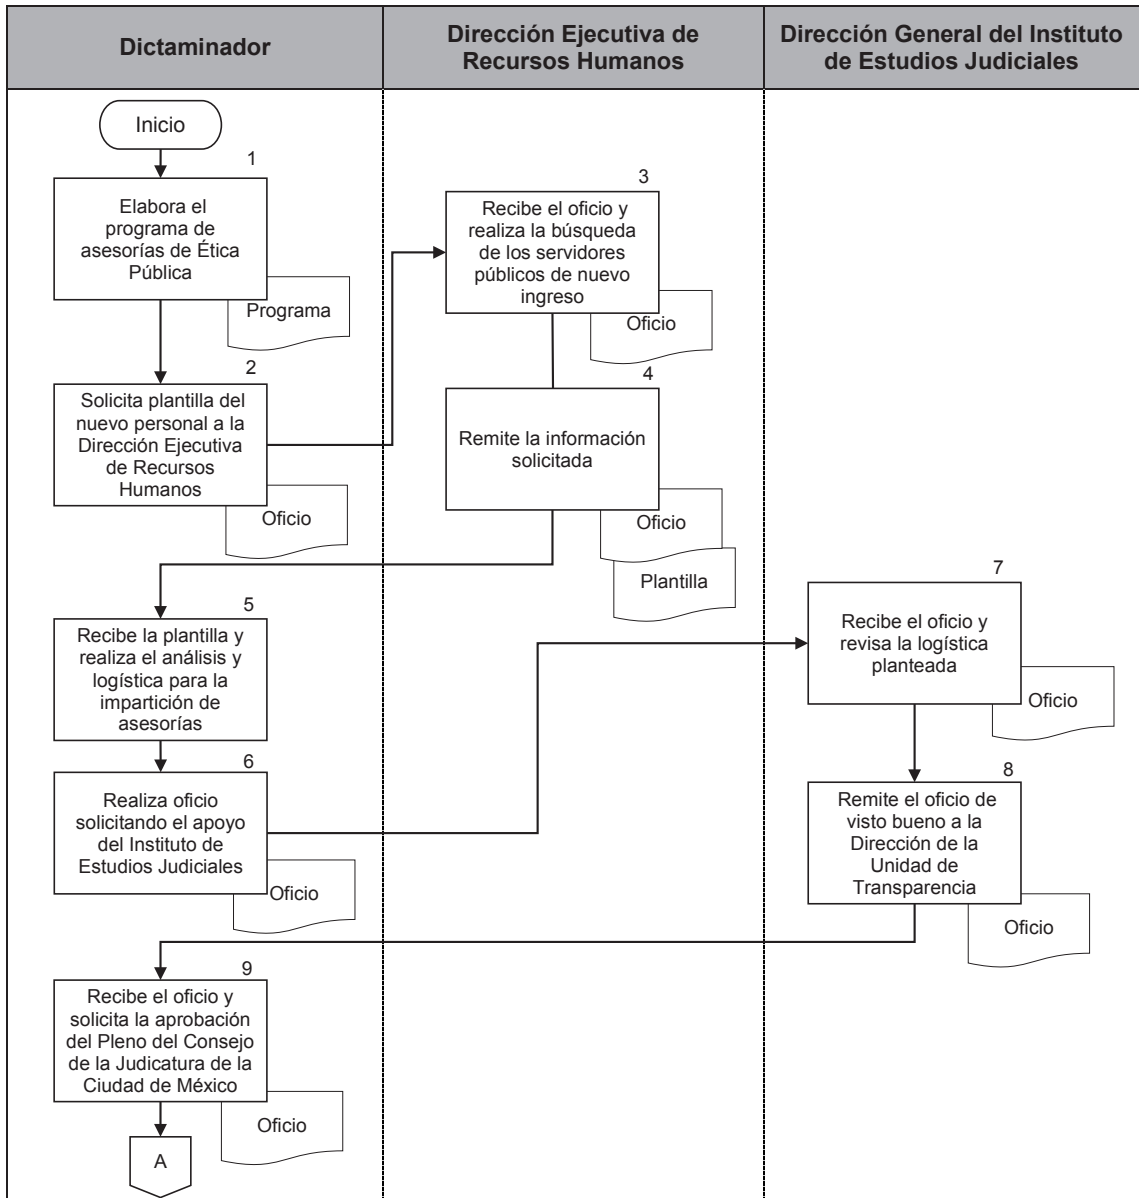 Dictaminador
Dirección Ejecutiva de
Recursos Humanos
Dirección General del Instituto
de Estudios Judiciales
Inicio
1
Elabora el
programa de
asesorías de Ética
Pública
Programa
2
Solicita plantilla del
nuevo personal a la
Dirección Ejecutiva
de Recursos
Humanos
Oficio
3
Recibe el oficio y
realiza la búsqueda
de los servidores
públicos de nuevo
ingreso
Oficio
4
Remite la información
solicitada
Oficio
Plantilla
5
Recibe la plantilla y
realiza el análisis y
logística para la
impartición de
asesorías
6
Realiza oficio
solicitando el apoyo
del Instituto de
Estudios Judiciales
Oficio
7
Recibe el oficio y
revisa la logística
planteada
Oficio
8
Remite el oficio de
visto bueno a la
Dirección de la
Unidad de
Transparencia
Oficio
9
Recibe el oficio y
solicita la aprobación
del Pleno del Consejo
de la Judicatura de la
Ciudad de México
Oficio
A